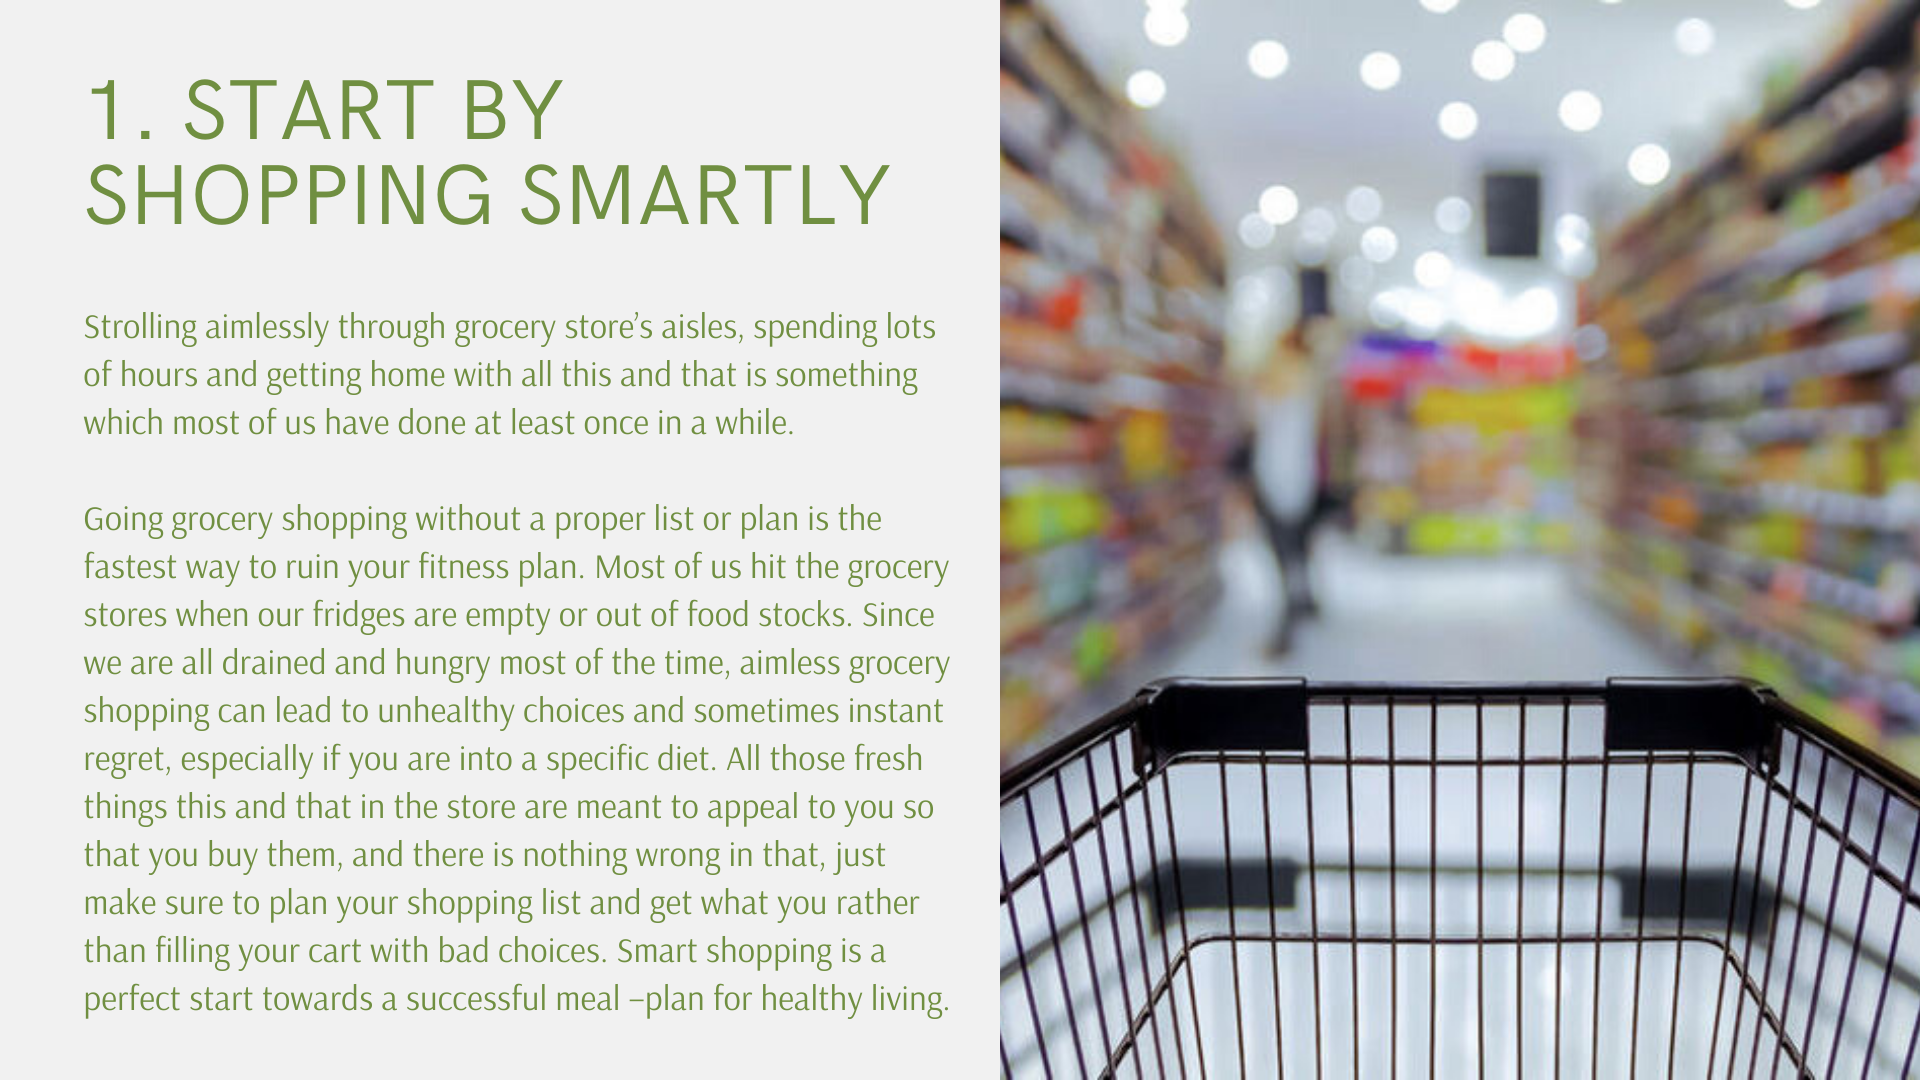 1. START BY
SHOPPING SMARTLY
Strolling aimlessly through grocery store’s aisles, spending lots
of hours and getting home with all this and that is something
which most of us have done at least once in a while.
Going grocery shopping without a proper list or plan is the
fastest way to ruin your fitness plan. Most of us hit the grocery
stores when our fridges are empty or out of food stocks. Since
we are all drained and hungry most of the time, aimless grocery
shopping can lead to unhealthy choices and sometimes instant
regret, especially if you are into a specific diet. All those fresh
things this and that in the store are meant to appeal to you so
that you buy them, and there is nothing wrong in that, just
make sure to plan your shopping list and get what you rather
than filling your cart with bad choices. Smart shopping is a
perfect start towards a successful meal –plan for healthy living.